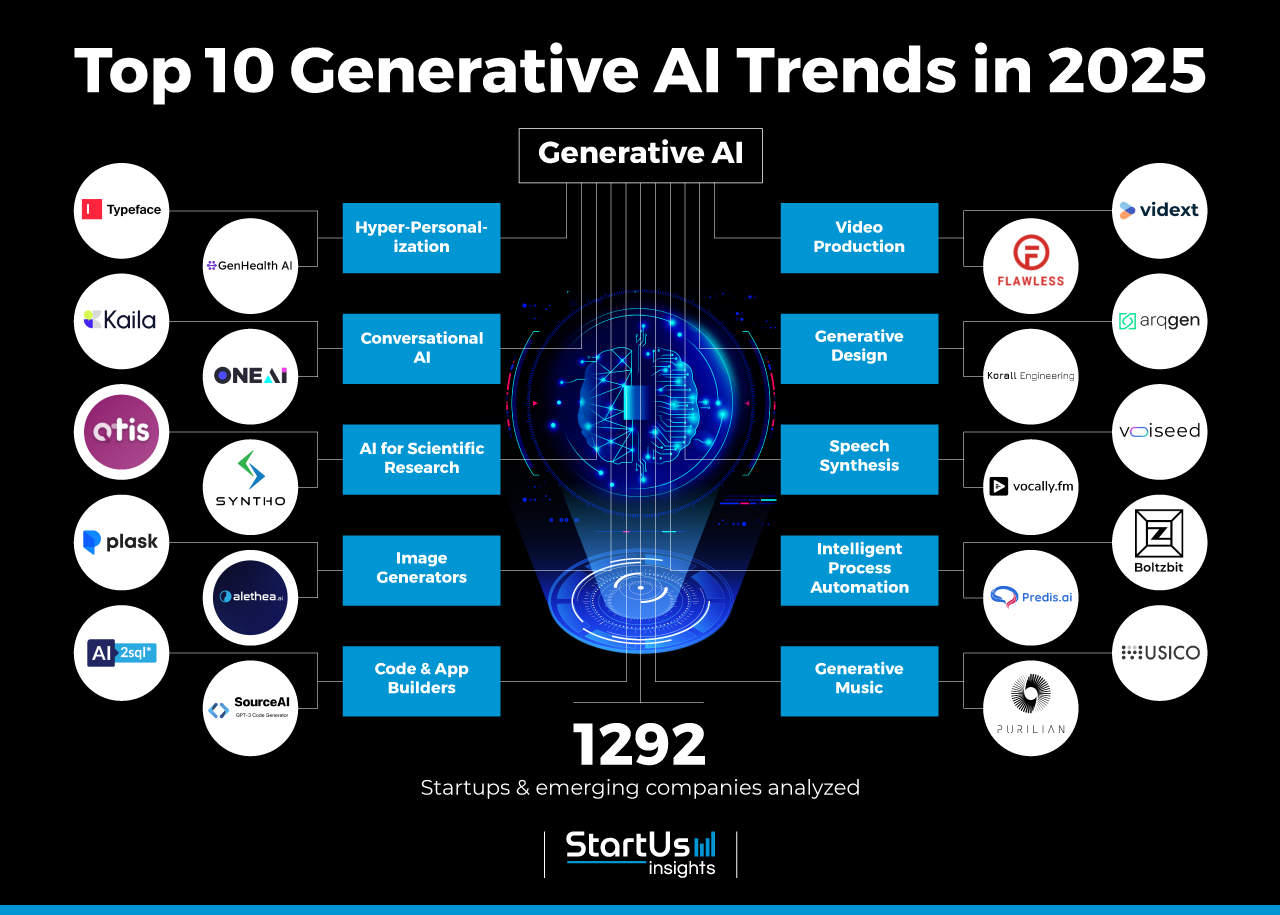 Top 10 Generative AI Trends in 2025
Generative AI
Typeface
GenHealth AI
Hyper-Personal-
ization
Kaila
ONEAI
Conversational
AI
otis
SYNTHO
AI for Scientific
Research
plask
alethea.ai
Image
Generators
AI 2sql*
SourceAI
GPT-3 Code Generator
Code & App
Builders
Video
Production
vidext
FLAWLESS
Generative
Design
arqgen
Korall Engineering
Speech
Synthesis
voiseed
vocally.fm
Intelligent
Process
Automation
Boltzbit
Predis.ai
Generative
Music
MUSICO
PURILIAN
1292
Startups & emerging companies analyzed
StartUs
insights